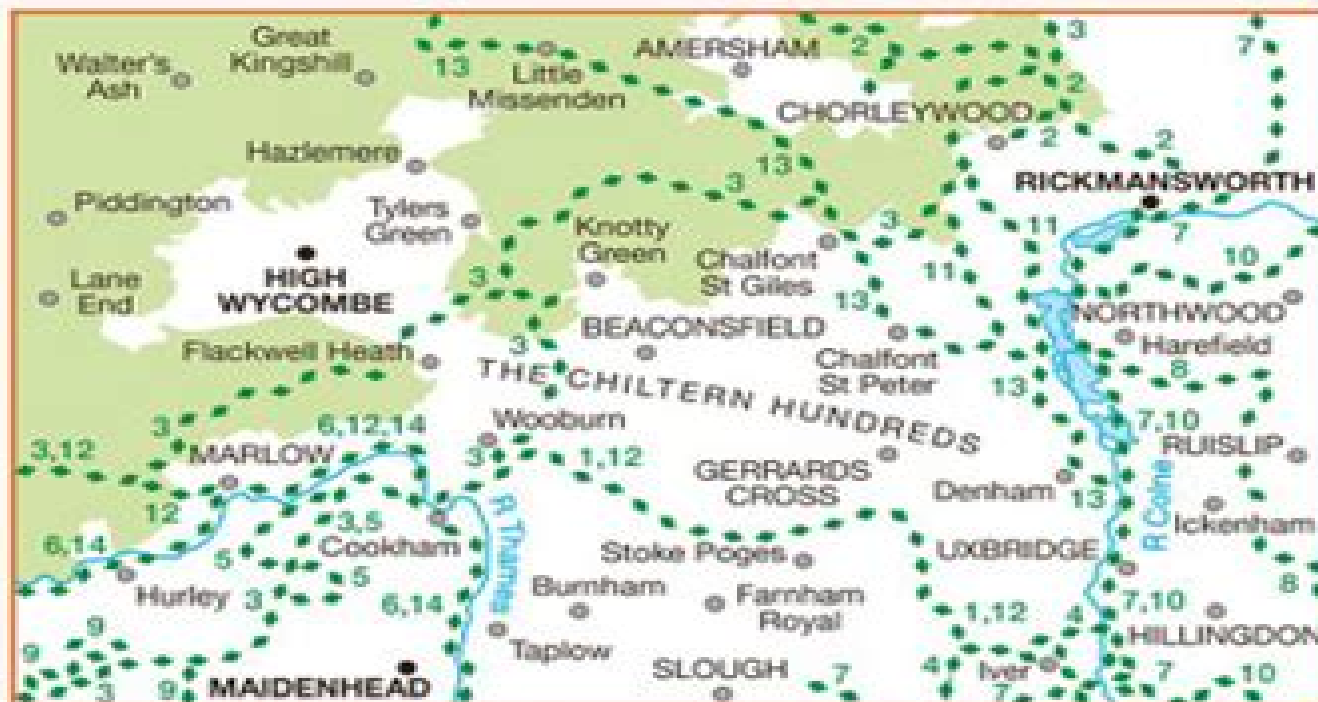 3
Great
Kingshill
Walter's
Ash
13
AMERSHAM
2
7
Little
Missenden
2
CHORLEYWOOD
2
2
Hazlemere
13
3
RICKMANSWORTH
Piddington
Tylers
Green
Knotty
Green
3
11
7
Chalfont
St Giles
10
HIGH
WYCOMBE
Lane
End
3
11
13
NORTHWOOD
BEACONSFIELD
Harefield
Flackwell Heath
3
Chalfont
St Peter
THE CHILTERN HUNDREDS
13
8
3
6,12,14
Wooburn
7,10
RUISLIP
3,12
MARLOW
3
1,12
GERRARDS
CROSS
Denham
13
R Colne
12
3,5
Ickenham
6,14
5
Cookham
R Thames
Stoke Poges
UXBRIDGE
5
8
Hurley
3
6,14
Burnham
Farnham
Royal
1,12
4
7,10
HILLINGDON
9
9
Taplow
SLOUGH
4
Iver
3
9
MAIDENHEAD
7
7
7
10